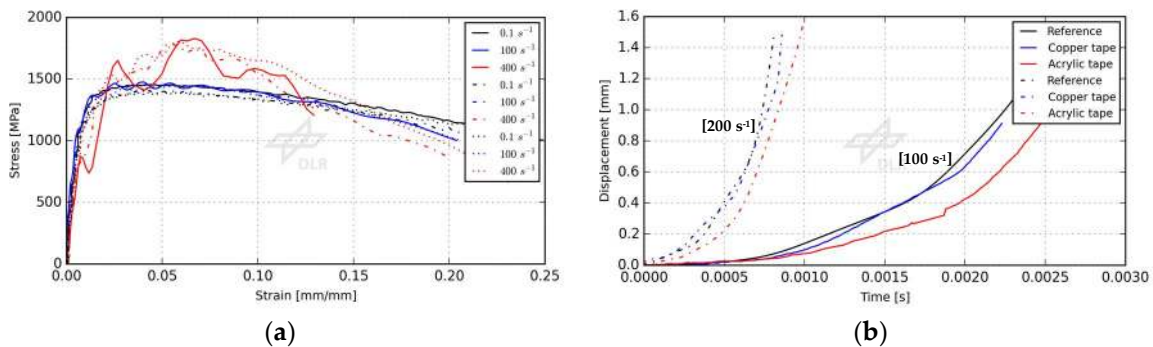 2000
1500
1000
500
0
Stress [MPa]
0.00 0.05 0.10 0.15 0.20 0.25
Strain [mm/mm]
0.1 s⁻¹
100 s⁻¹
400 s⁻¹
0.1 s⁻¹
100 s⁻¹
400 s⁻¹
0.1 s⁻¹
100 s⁻¹
400 s⁻¹
DLR
(a)
1.6
1.4
1.2
1.0
0.8
0.6
0.4
0.2
0.0
Displacement [mm]
0.0000 0.0005 0.0010 0.0015 0.0020 0.0025 0.0030
Time [s]
Reference
Copper tape
Acrylic tape
Reference
Copper tape
Acrylic tape
[200 s⁻¹]
[100 s⁻¹]
DLR
(b)